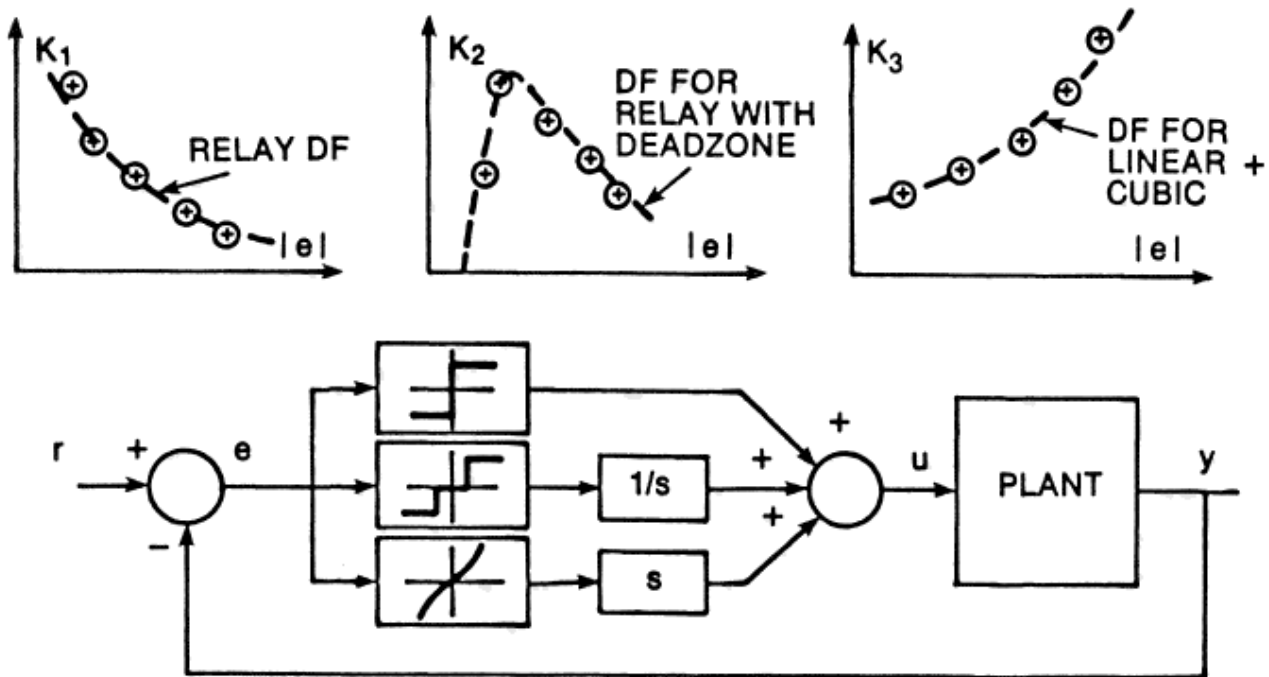 K1
RELAY DF
|e|
K2
DF FOR
RELAY WITH
DEADZONE
|e|
K3
DF FOR
LINEAR +
CUBIC
|e|
r
+
e
−
1/s
s
+
+
+
u
PLANT
y